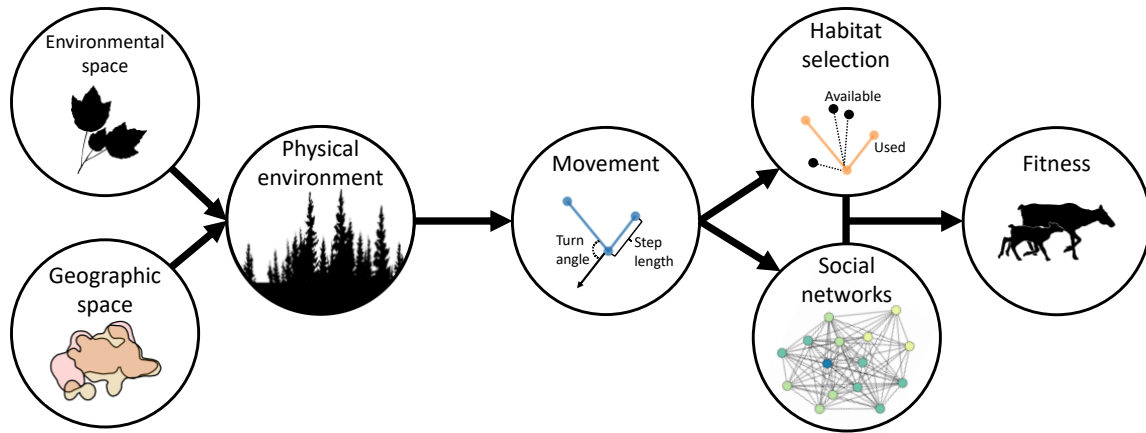 Environmental
space
Geographic
space
Physical
environment
Movement
Turn
angle
Step
length
Habitat
selection
Available
Used
Social
networks
Fitness